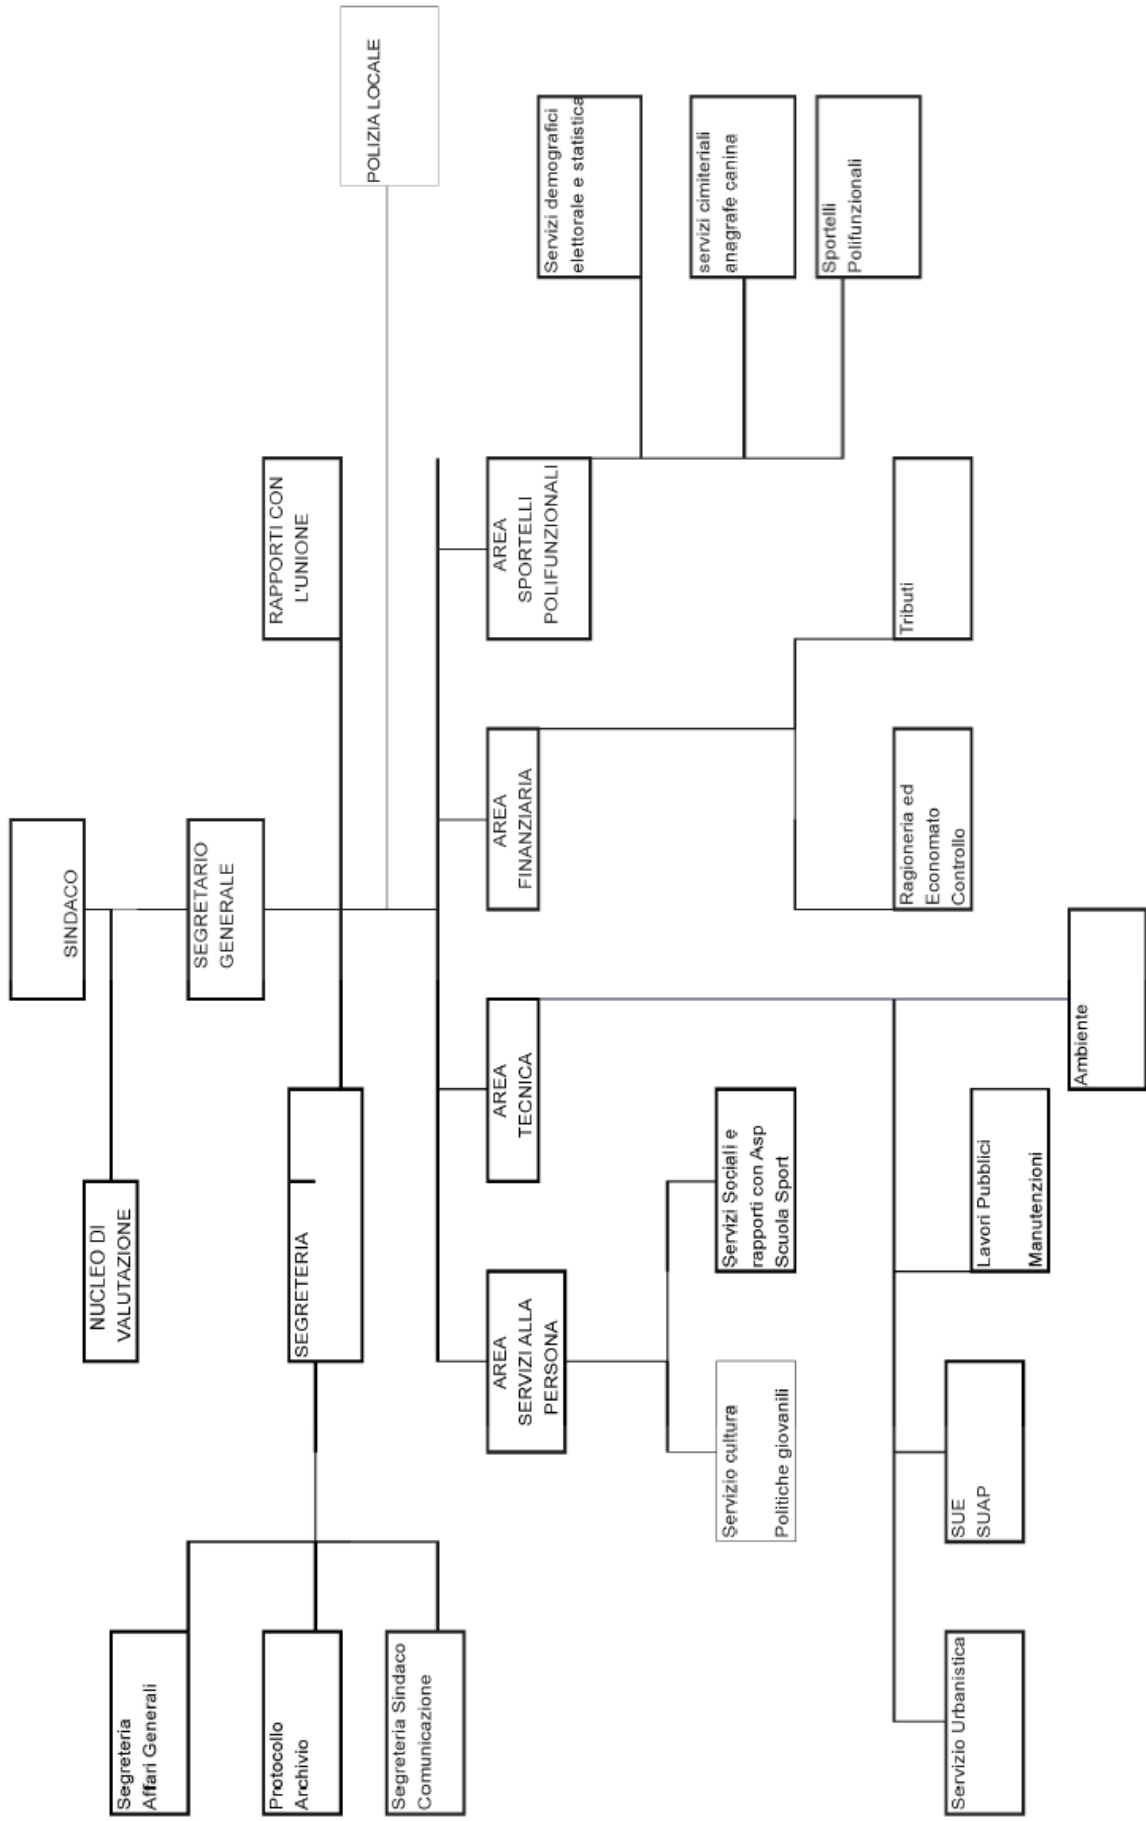 SINDACO
NUCLEO DI
VALUTAZIONE
SEGRETARIO
GENERALE
RAPPORTI CON
L'UNIONE
SEGRETERIA
POLIZIA LOCALE
Segreteria
Affari Generali
Protocollo
Archivio
Segreteria Sindaco
Comunicazione
AREA
SERVIZI ALLA
PERSONA
AREA
TECNICA
AREA
FINANZIARIA
AREA
SPORTELLI
POLIFUNZIONALI
Servizi demografici
elettorale e statistica
servizi cimiteriali
anagrafe canina
Sportelli
Polifunzionali
Servizio cultura
Politiche giovanili
Servizi Sociali e
rapporti con Asp
Scuola Sport
Ragioneria ed
Economato
Controllo
Tributi
Servizio Urbanistica
SUE
SUAP
Lavori Pubblici
Manutenzioni
Ambiente